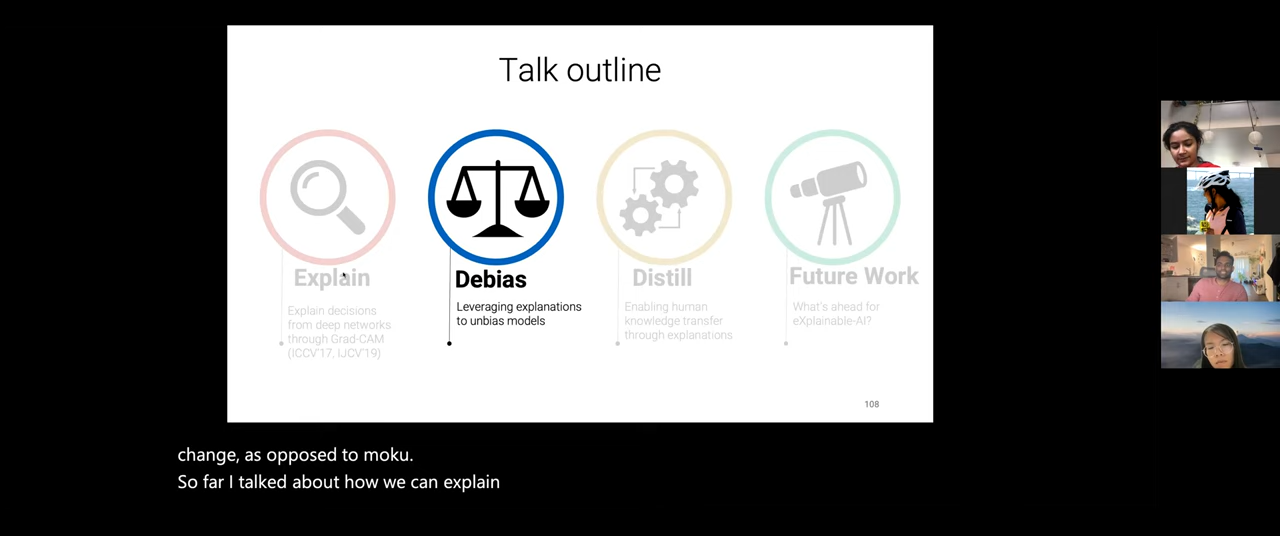 Talk outline
Explain
Explain decisions
from deep networks
through Grad-CAM
(ICCV'17, IJCV'19)
Debias
Leveraging explanations
to unbias models
Distill
Enabling human
knowledge transfer
through explanations
Future Work
What's ahead for
eXplainable-AI?
108
change, as opposed to moku.
So far I talked about how we can explain